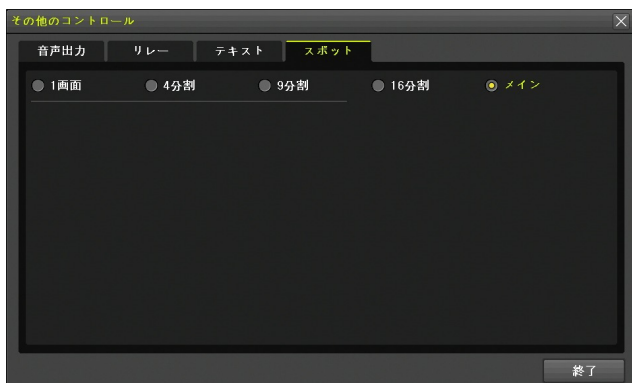 その他のコントロール
音声出力 リレー テキスト スポット
1画面 4分割 9分割 16分割 メイン
終了